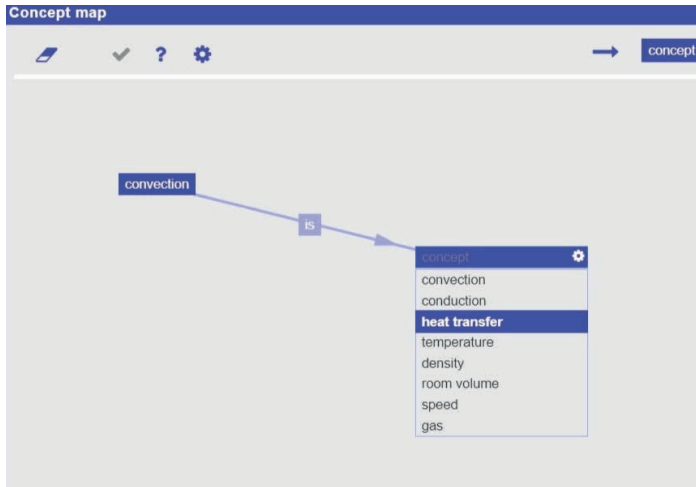 Concept map
?
concept
convection
is
concept
convection
conduction
heat transfer
temperature
density
room volume
speed
gas